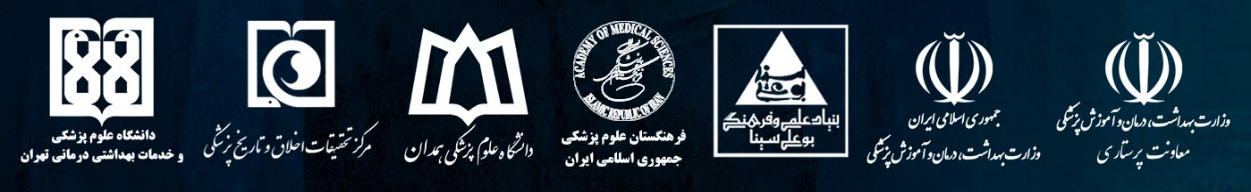 وزارت بهداشت، درمان و آموزش پزشکی
معاونت پرستاری
جمهوری اسلامی ایران
وزارت بهداشت، درمان و آموزش پزشکی
بنیاد علمی و فرهنگی
بوعلی سینا
ACADEMY OF MEDICAL SCIENCES
ISLAMIC REPUBLIC OF IRAN
فرهنگستان علوم پزشکی
جمهوری اسلامی ایران
دانشگاه علوم پزشکی همدان
مرکز تحقیقات اخلاق و تاریخ پزشکی
دانشگاه علوم پزشکی
و خدمات بهداشتی درمانی تهران